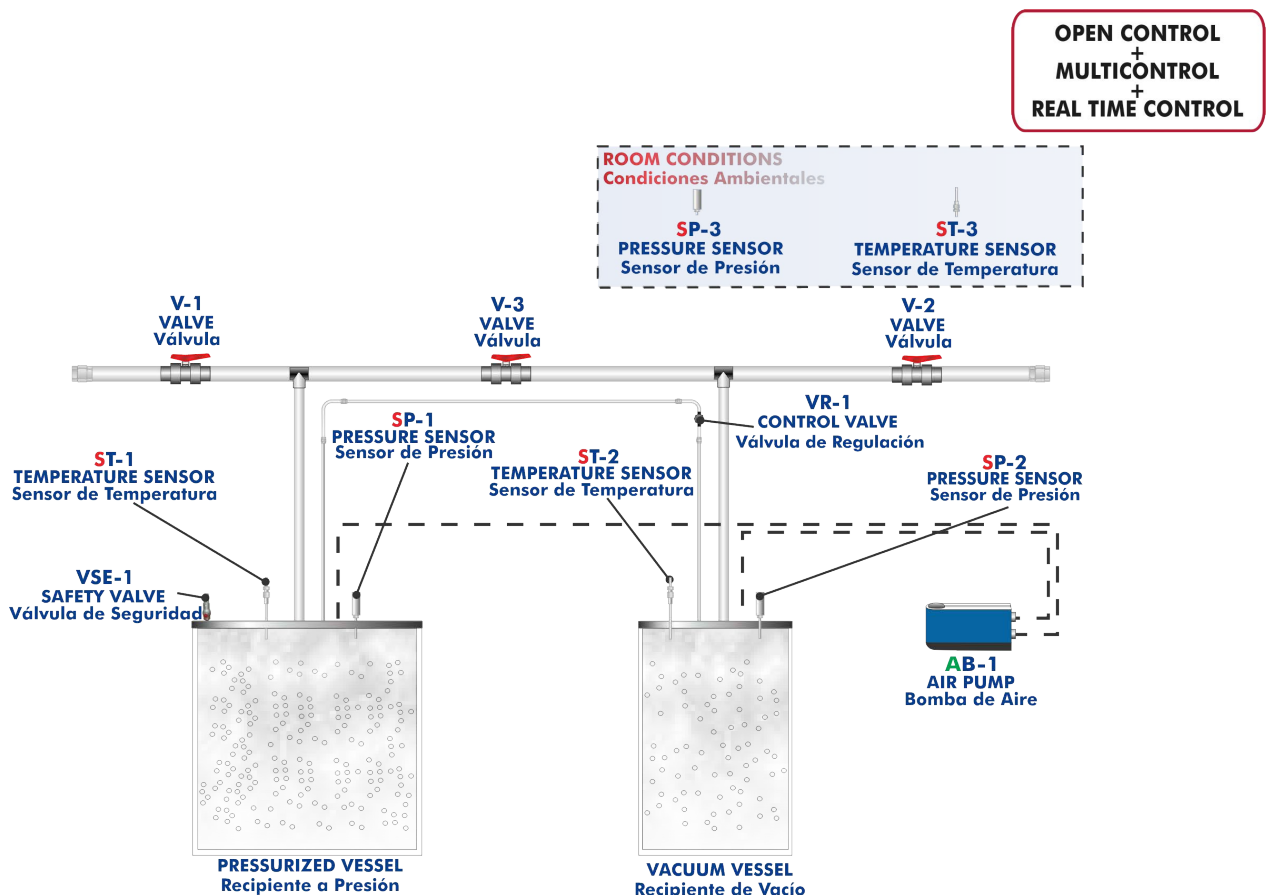 OPEN CONTROL
+
MULTICONTROL
+
REAL TIME CONTROL
ROOM CONDITIONS
Condiciones Ambientales
SP-3
PRESSURE SENSOR
Sensor de Presión
ST-3
TEMPERATURE SENSOR
Sensor de Temperatura
V-1
VALVE
Válvula
V-3
VALVE
Válvula
V-2
VALVE
Válvula
VR-1
CONTROL VALVE
Válvula de Regulación
SP-1
PRESSURE SENSOR
Sensor de Presión
ST-1
TEMPERATURE SENSOR
Sensor de Temperatura
ST-2
TEMPERATURE SENSOR
Sensor de Temperatura
SP-2
PRESSURE SENSOR
Sensor de Presión
VSE-1
SAFETY VALVE
Válvula de Seguridad
AB-1
AIR PUMP
Bomba de Aire
PRESSURIZED VESSEL
Recipiente a Presión
VACUUM VESSEL
Recipiente de Vacío